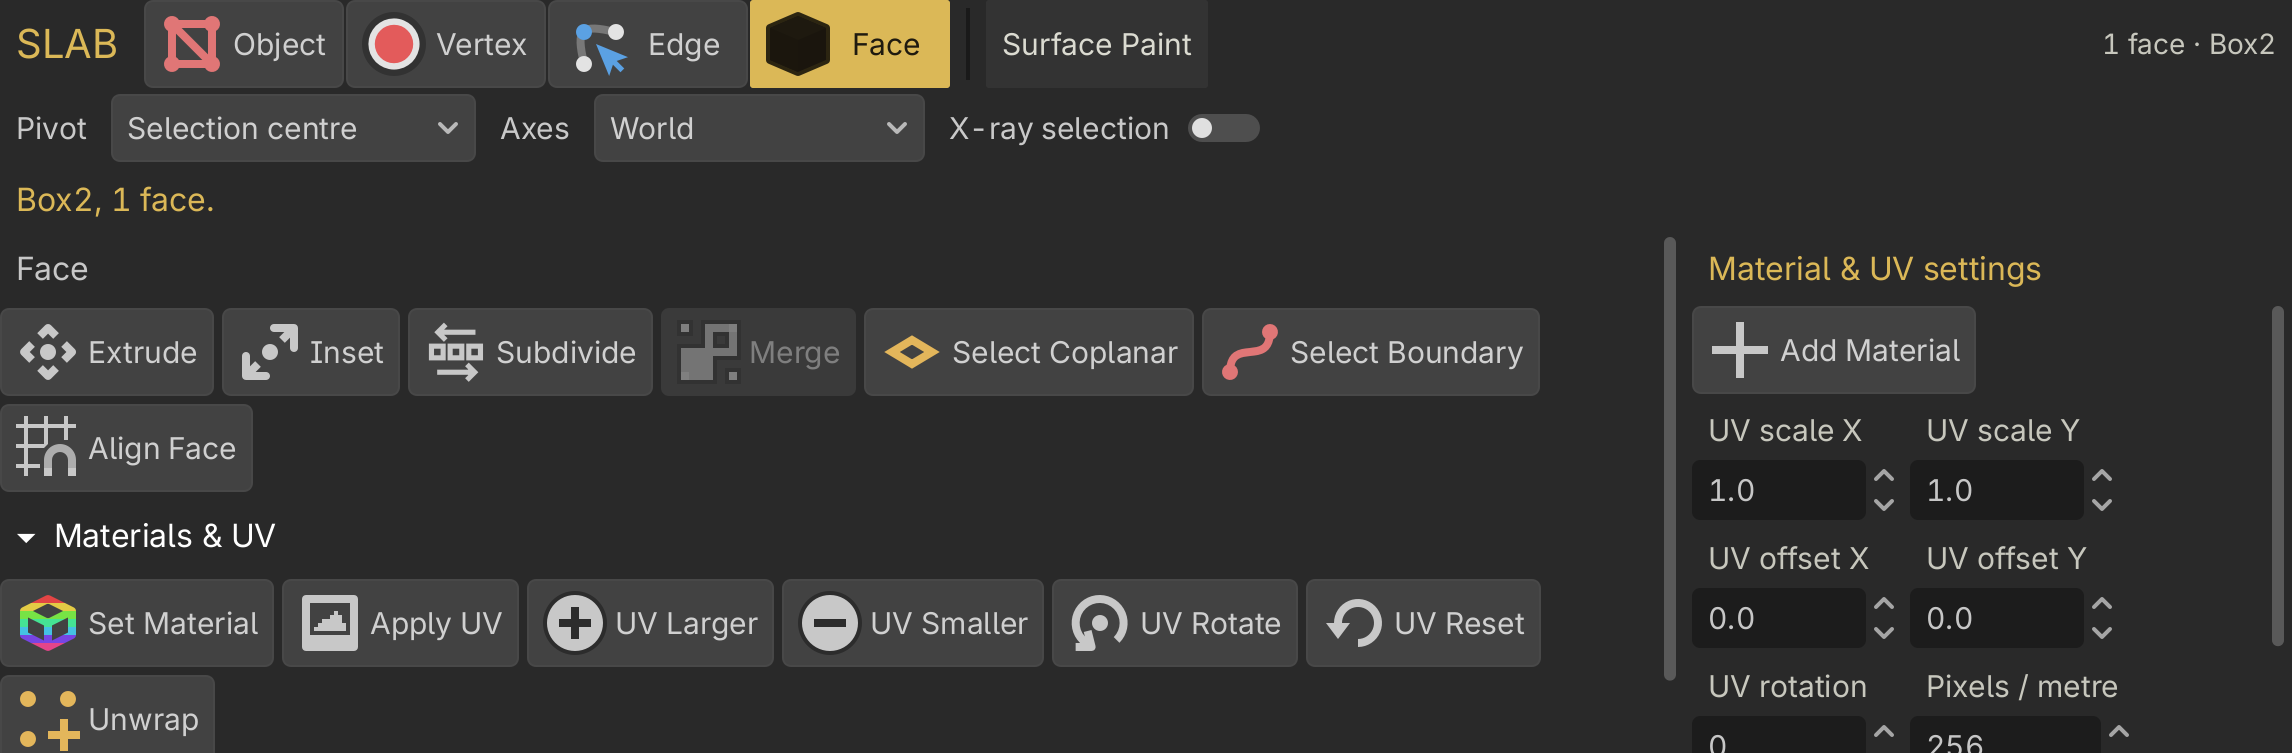 SLAB Object Vertex Edge Face Surface Paint 1 face · Box2
Pivot Selection centre Axes World X-ray selection
Box2, 1 face.
Face
Extrude Inset Subdivide Merge Select Coplanar Select Boundary
Align Face
Materials & UV
Set Material Apply UV UV Larger UV Smaller UV Rotate UV Reset
Unwrap
Material & UV settings
Add Material
UV scale X UV scale Y
1.0 1.0
UV offset X UV offset Y
0.0 0.0
UV rotation Pixels / metre
0 256